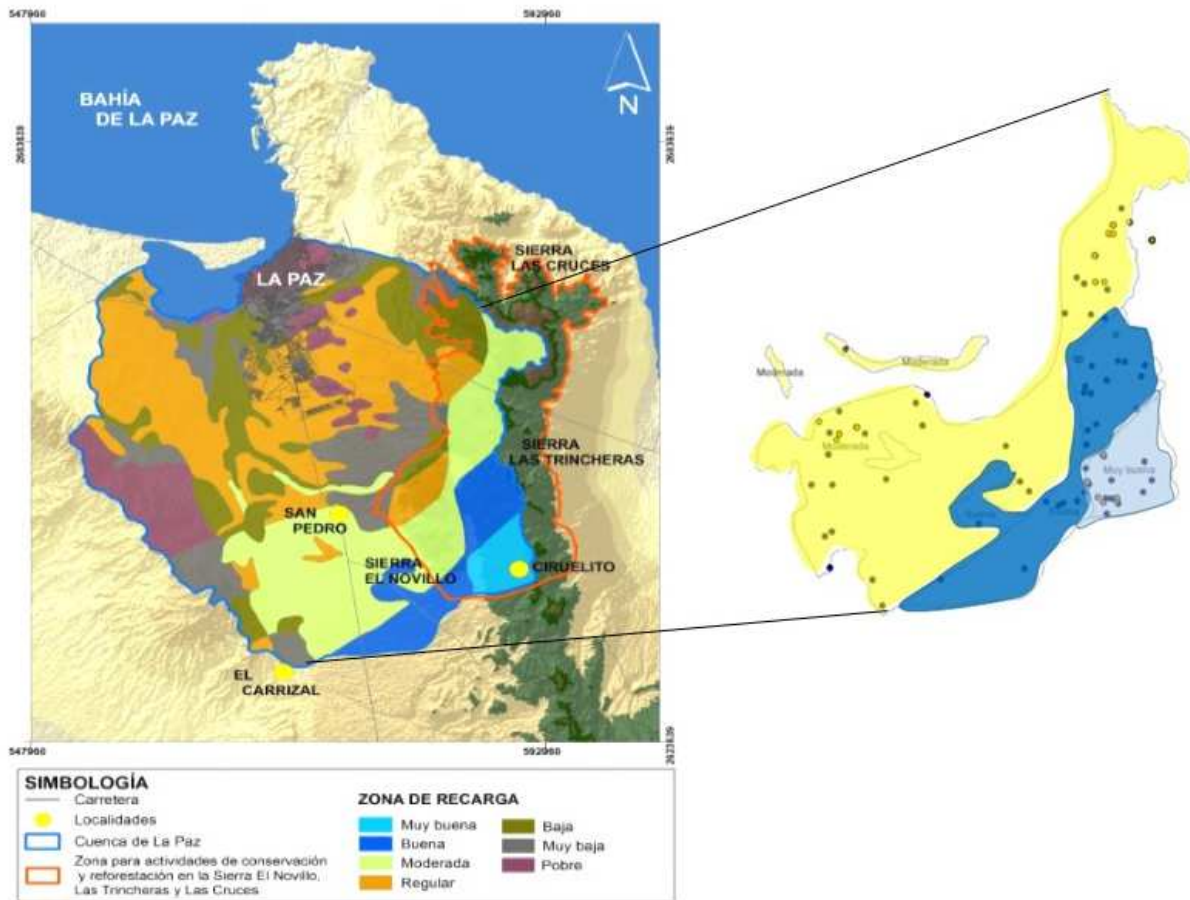 547960
592960
BAHÍA
DE LA PAZ
N
2683839
2683839
SIERRA
LAS CRUCES
LA PAZ
SIERRA
LAS TRINCHERAS
SAN
PEDRO
SIERRA
EL NOVILLO
CIRUELITO
EL
CARRIZAL
547960
592960
2623839
Moderada
Moderada
Moderada
Muy buena
SIMBOLOGÍA
Carretera
Localidades
Cuenca de La Paz
Zona para actividades de conservación
y reforestación en la Sierra El Novillo,
Las Trincheras y Las Cruces
ZONA DE RECARGA
Muy buena
Buena
Moderada
Regular
Baja
Muy baja
Pobre